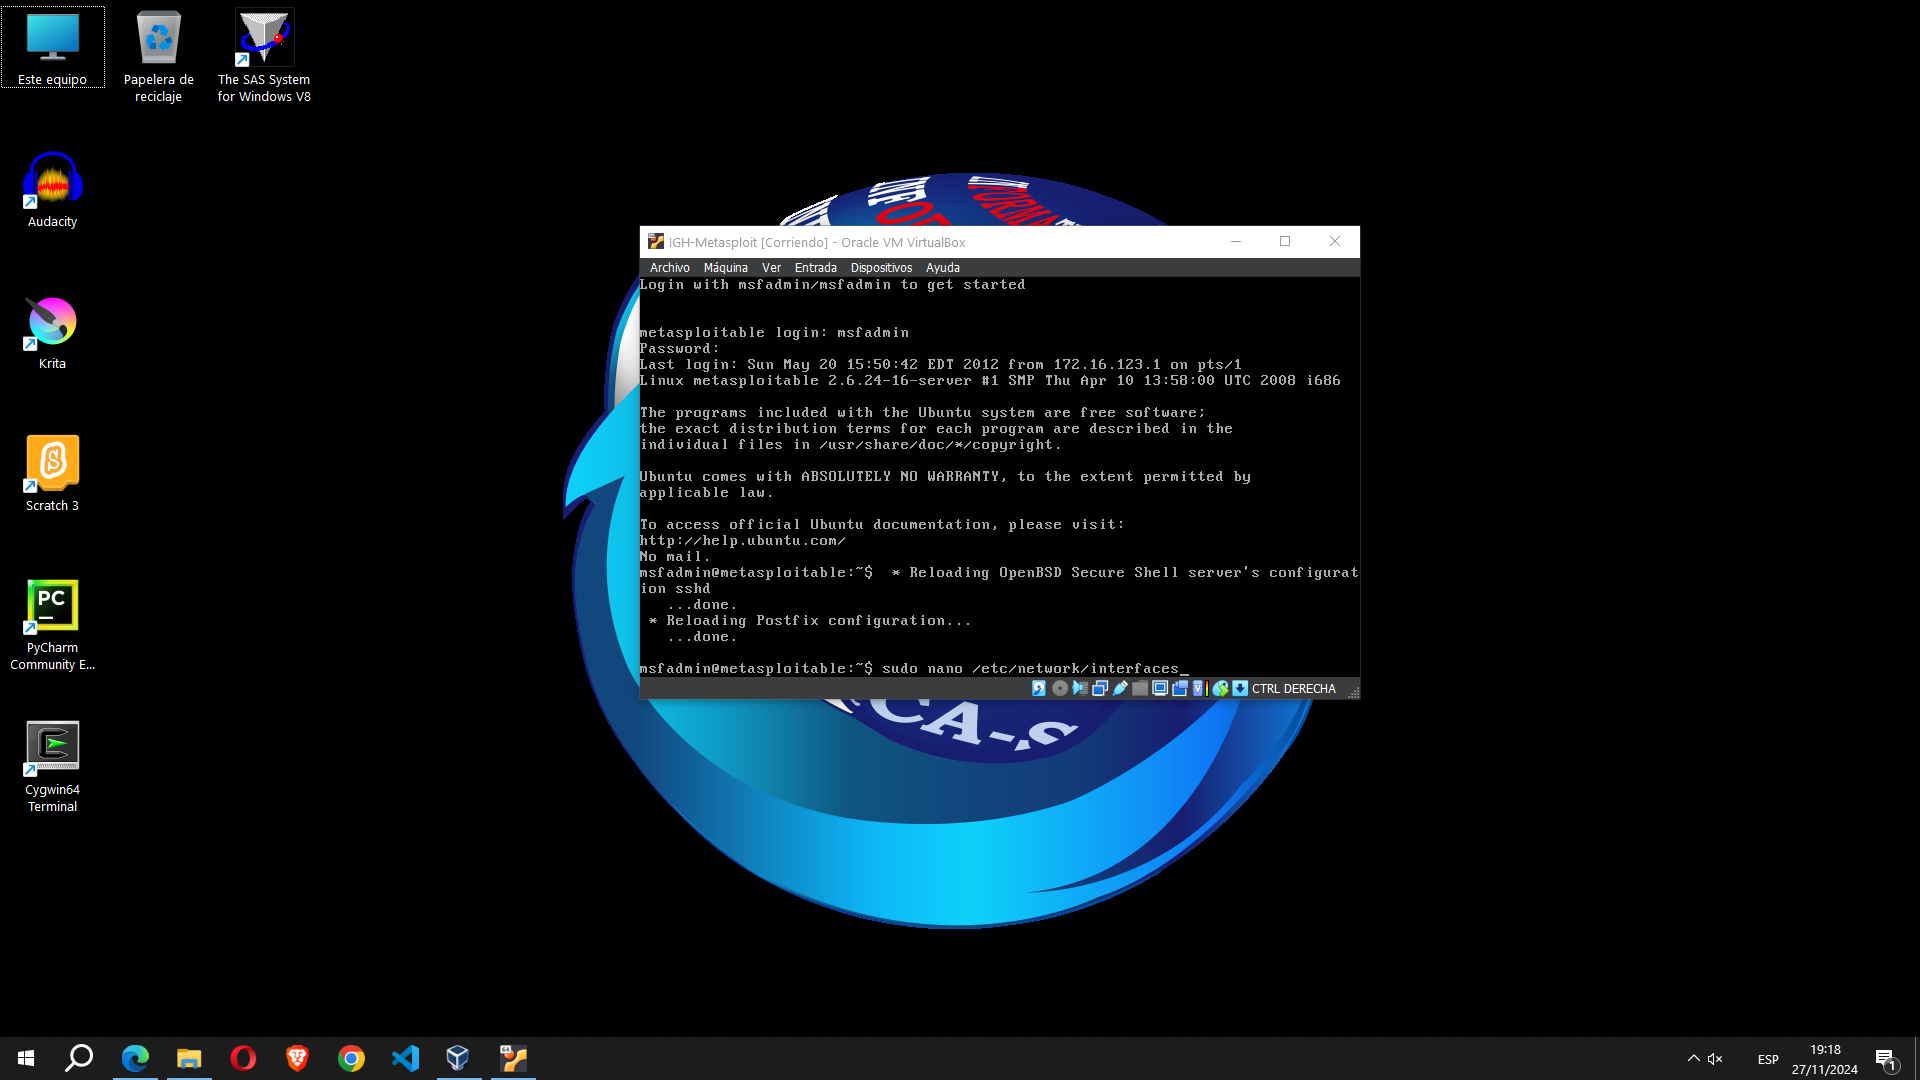 Este equipo
Papelera de
reciclaje
The SAS System
for Windows V8
Audacity
Krita
Scratch 3
PyCharm
Community E...
Cygwin64
Terminal
IGH-Metasploit [Corriendo] - Oracle VM VirtualBox
Archivo Máquina Ver Entrada Dispositivos Ayuda
Login with msfadmin/msfadmin to get started
metasploitable login: msfadmin
Password:
Last login: Sun May 20 15:50:42 EDT 2012 from 172.16.123.1 on pts/1
Linux metasploitable 2.6.24-16-server #1 SMP Thu Apr 10 13:58:00 UTC 2008 i686
The programs included with the Ubuntu system are free software;
the exact distribution terms for each program are described in the
individual files in /usr/share/doc/*/copyright.
Ubuntu comes with ABSOLUTELY NO WARRANTY, to the extent permitted by
applicable law.
To access official Ubuntu documentation, please visit:
http://help.ubuntu.com/
No mail.
msfadmin@metasploitable:~$  * Reloading OpenBSD Secure Shell server's configurat
ion sshd
...done.
* Reloading Postfix configuration...
...done.
msfadmin@metasploitable:~$ sudo nano /etc/network/interfaces_
CTRL DERECHA
CA-S
PC
64
ESP
19:18
27/11/2024
1